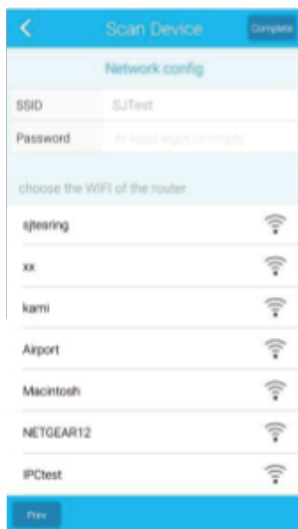 Scan Device Complete
Network config
SSID SJTest
Password At least eight or empty
choose the WIFI of the router
sjtesring
xx
kami
Airport
Macintosh
NETGEAR12
IPCtest
Prev